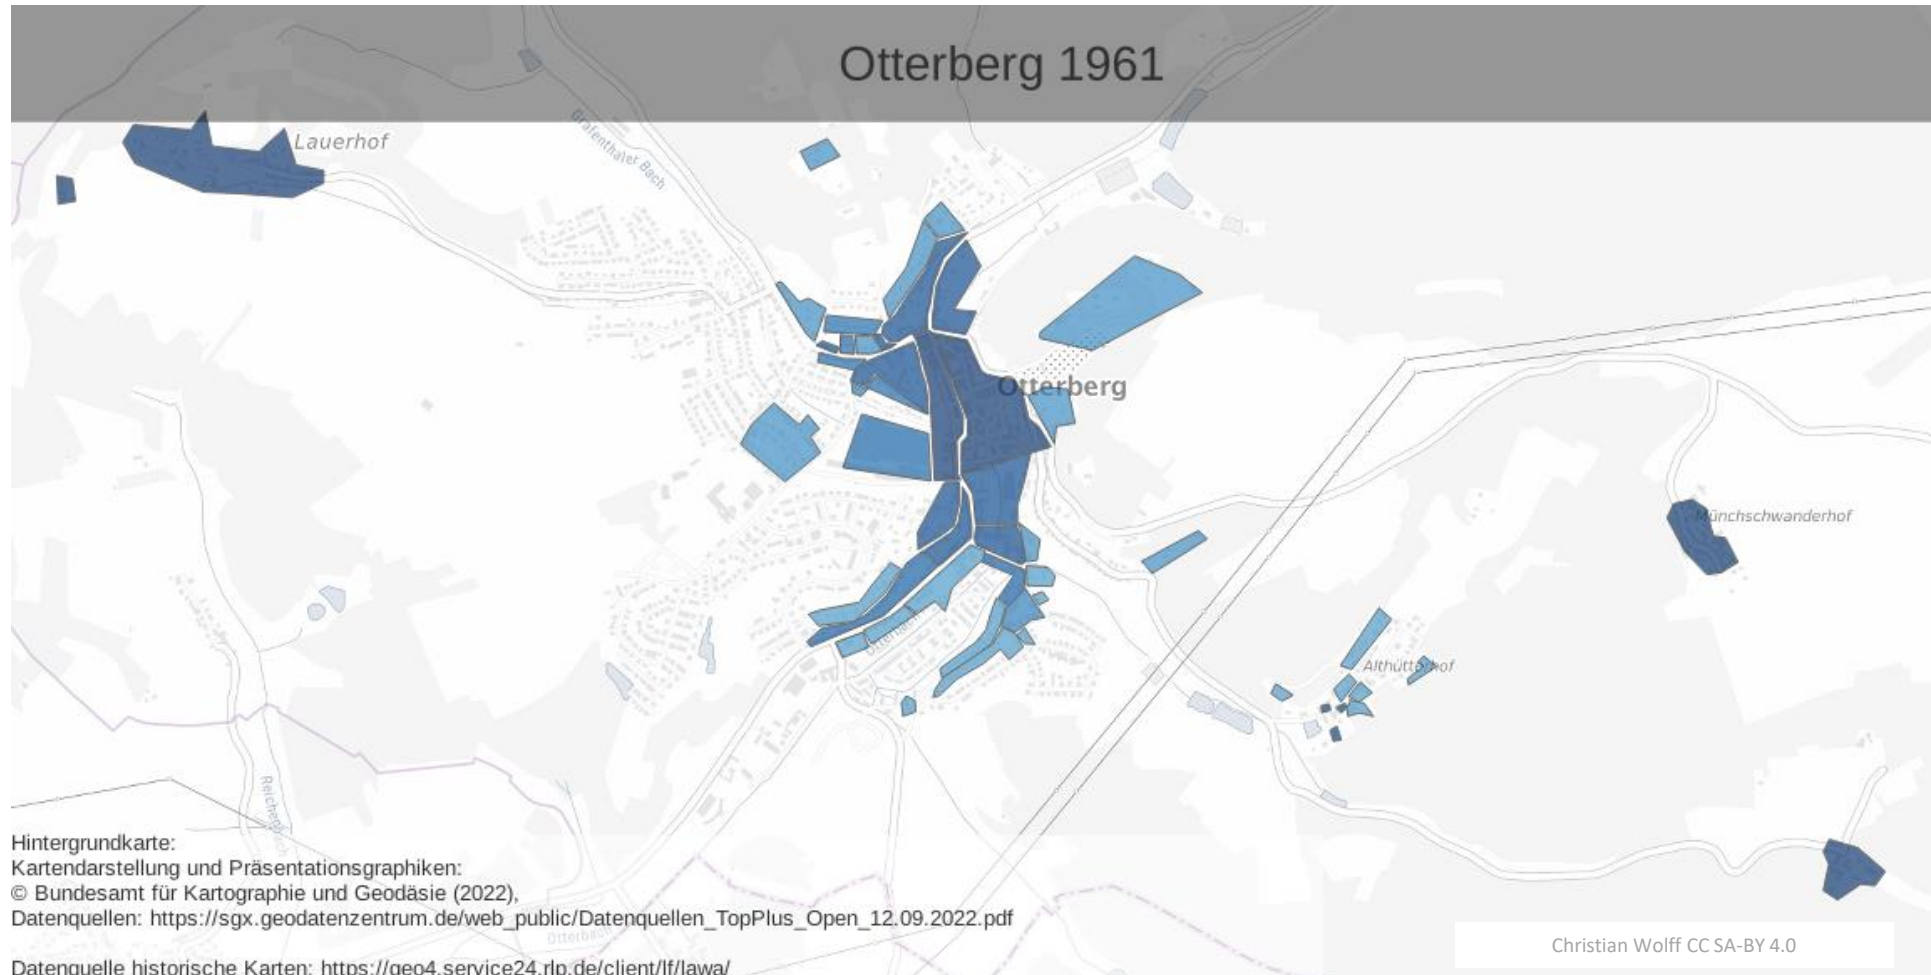 Otterberg 1961
Lauerhof
Gräfenthaler Bach
Otterberg
Münchschwanderhof
Otterbach
Althütterhof
Reichenbach
Hintergrundkarte:
Kartendarstellung und Präsentationsgraphiken:
© Bundesamt für Kartographie und Geodäsie (2022),
Datenquellen: https://sgx.geodatenzentrum.de/web_public/Datenquellen_TopPlus_Open_12.09.2022.pdf
Otterbach
Christian Wolff CC SA-BY 4.0
Datenquelle historische Karten: https://geo4.service24.rlp.de/client/lf/lawa/